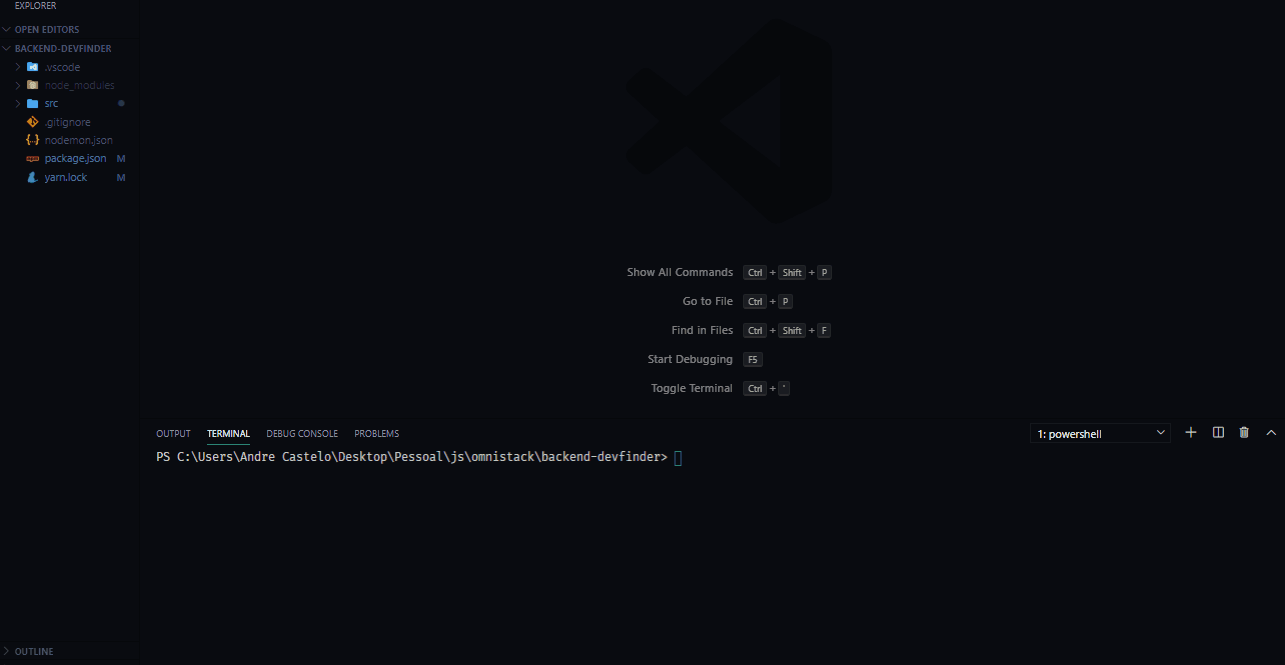 EXPLORER
OPEN EDITORS
BACKEND-DEVFINDER
.vscode
node_modules
src
.gitignore
nodemon.json
package.json M
yarn.lock M
Show All Commands Ctrl + Shift + P
Go to File Ctrl + P
Find in Files Ctrl + Shift + F
Start Debugging F5
Toggle Terminal Ctrl + '
OUTPUT TERMINAL DEBUG CONSOLE PROBLEMS 1: powershell
PS C:\Users\Andre Castelo\Desktop\Pessoal\js\omnistack\backend-devfinder>
OUTLINE